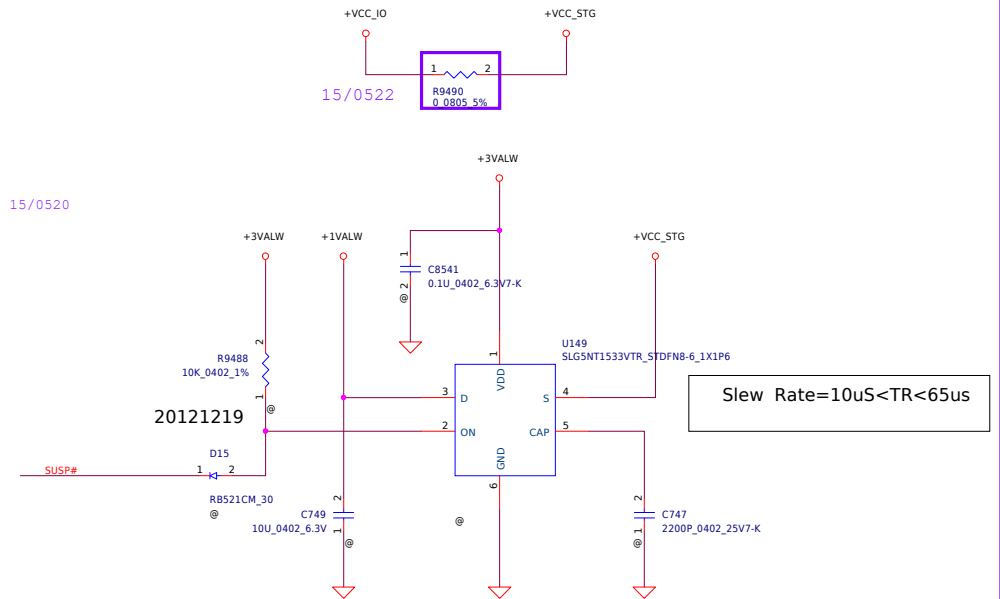 +VCC_IO
+VCC_STG
1
2
R9490
0_0805_5%
15/0522
+3VALW
15/0520
+3VALW
+1VALW
+VCC_STG
1
C8541
0.1U_0402_6.3V7-K
2
@
U149
SLG5NT1533VTR_STDFN8-6_1X1P6
2
R9488
10K_0402_1%
1
@
1
VDD
3
D
S
4
Slew Rate=10uS<TR<65us
20121219
2
ON
CAP
5
GND
6
D15
SUSP#
1
2
RB521CM_30
@
2
C749
10U_0402_6.3V
1
@
@
2
C747
2200P_0402_25V7-K
1
@